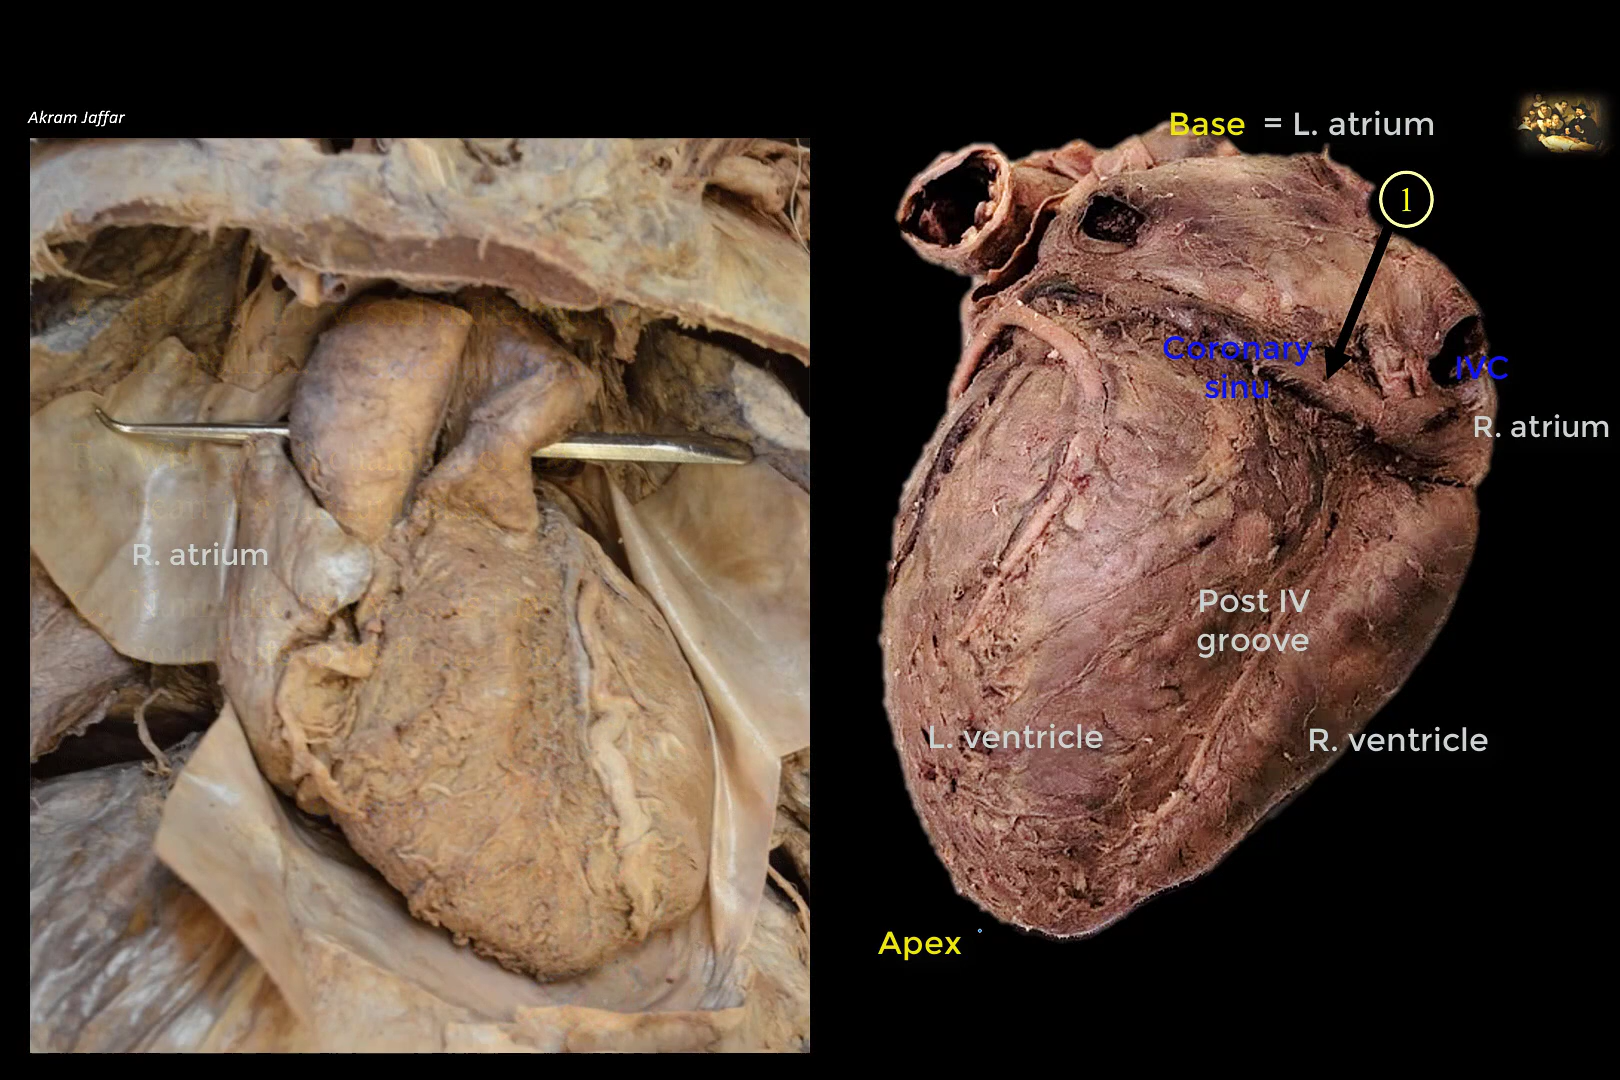 Akram Jaffar
Base = L. atrium
1
Coronary
sinu
IVC
R. atrium
R. atrium
Post IV
groove
L. ventricle
R. ventricle
Apex